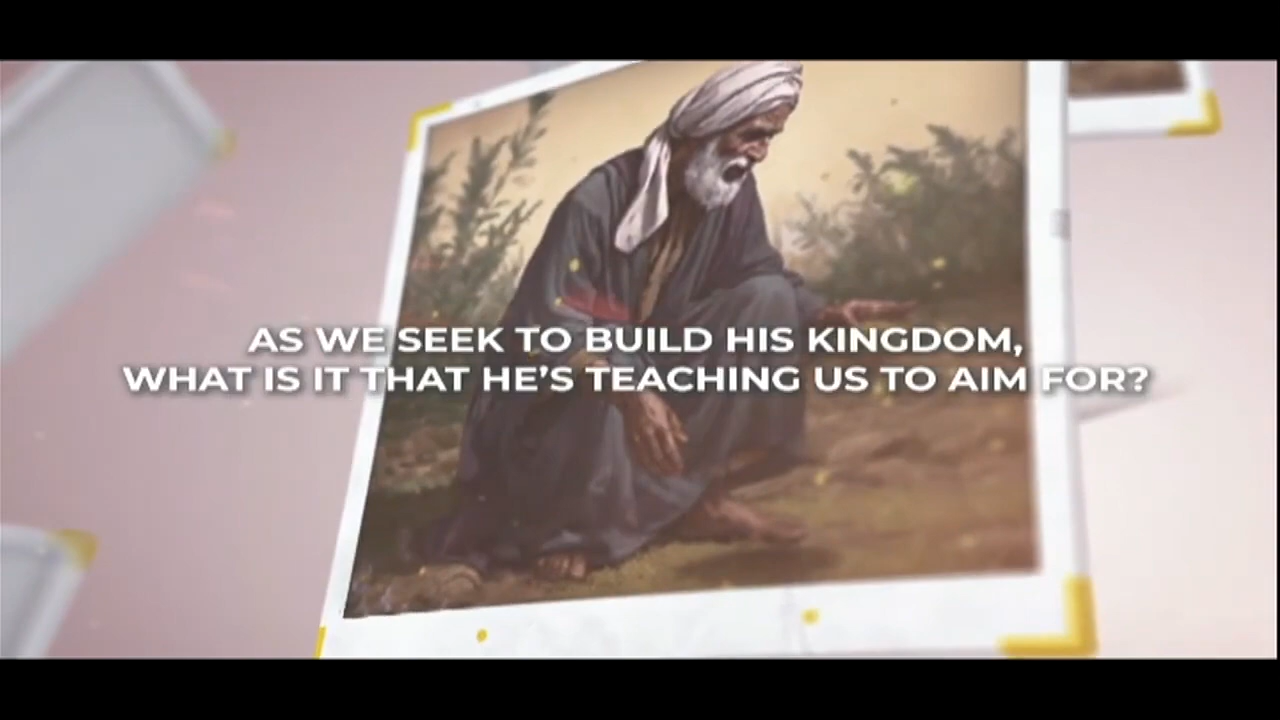 AS WE SEEK TO BUILD HIS KINGDOM,
WHAT IS IT THAT HE’S TEACHING US TO AIM FOR?